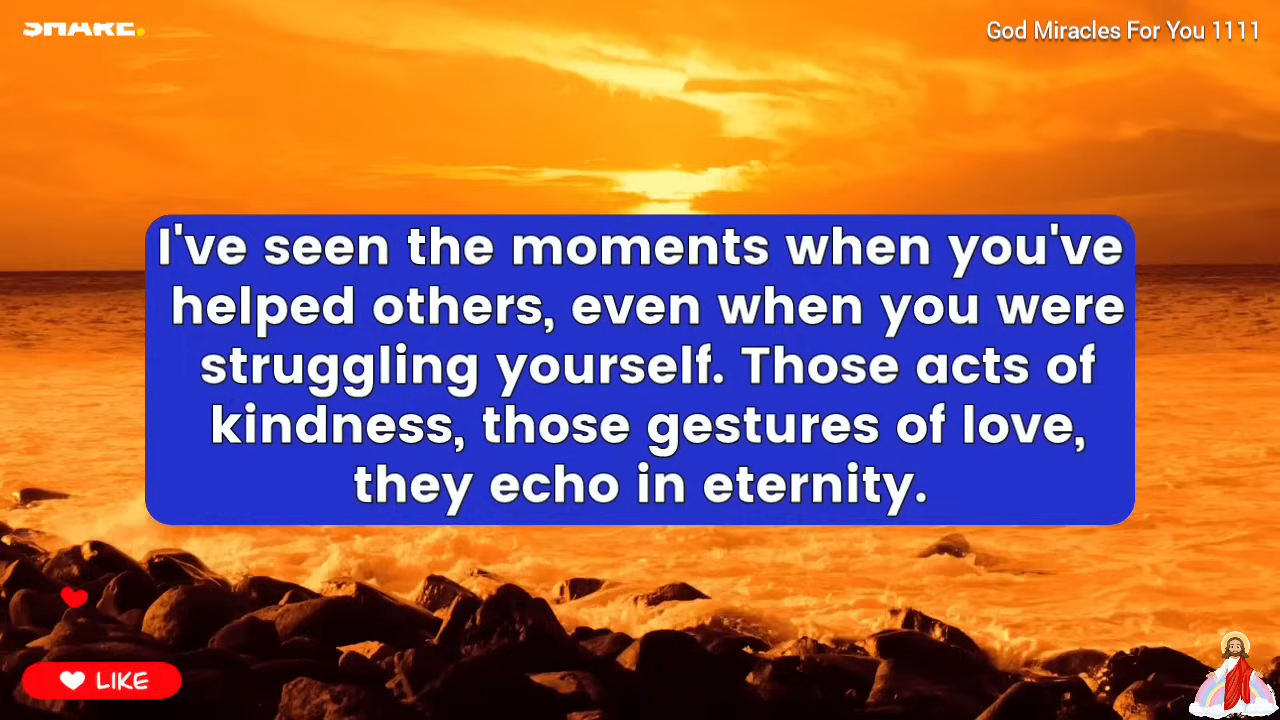 God Miracles For You 1111
I've seen the moments when you've
helped others, even when you were
struggling yourself. Those acts of
kindness, those gestures of love,
they echo in eternity.
LIKE